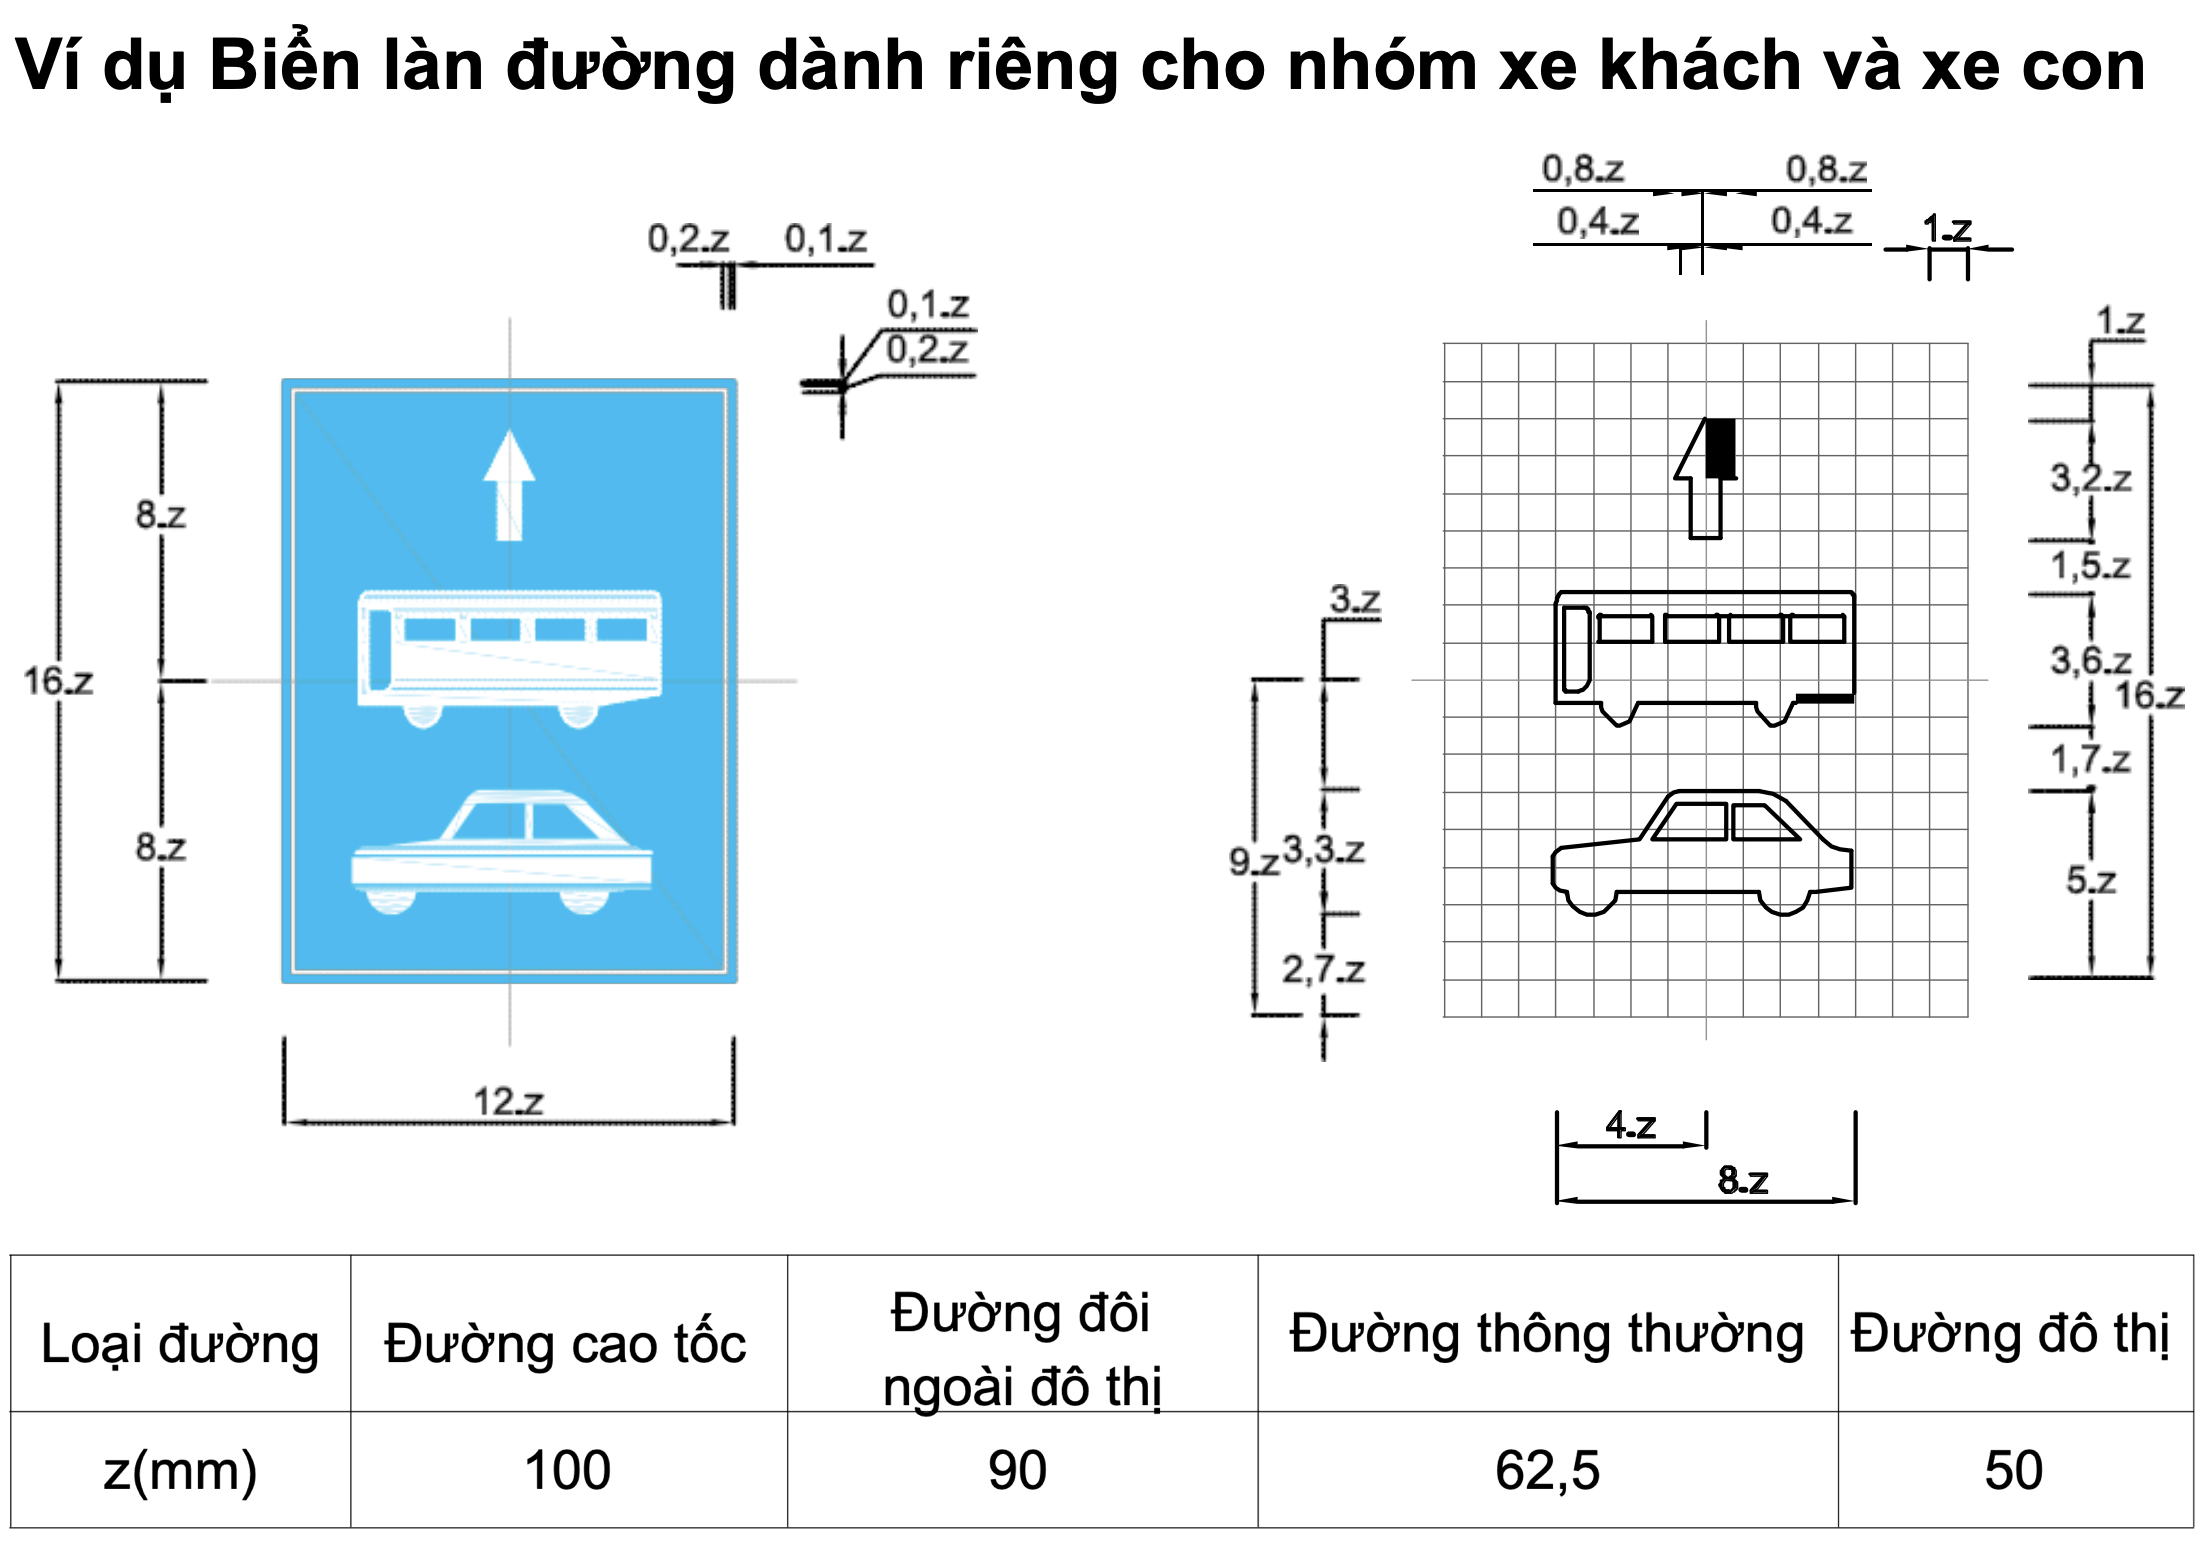 Ví dụ Biển làn đường dành riêng cho nhóm xe khách và xe con
0,8.z 0,8.z
0,4.z 0,4.z
1.z
0,2.z 0,1.z
0,1.z
0,2.z
8.z
16.z
8.z
12.z
3.z
9.z
3,3.z
2,7.z
1.z
3,2.z
1,5.z
3,6.z
16.z
1,7.z
5.z
4.z
8.z
Loại đường Đường cao tốc Đường đôi ngoài đô thị Đường thông thường Đường đô thị
z(mm) 100 90 62,5 50